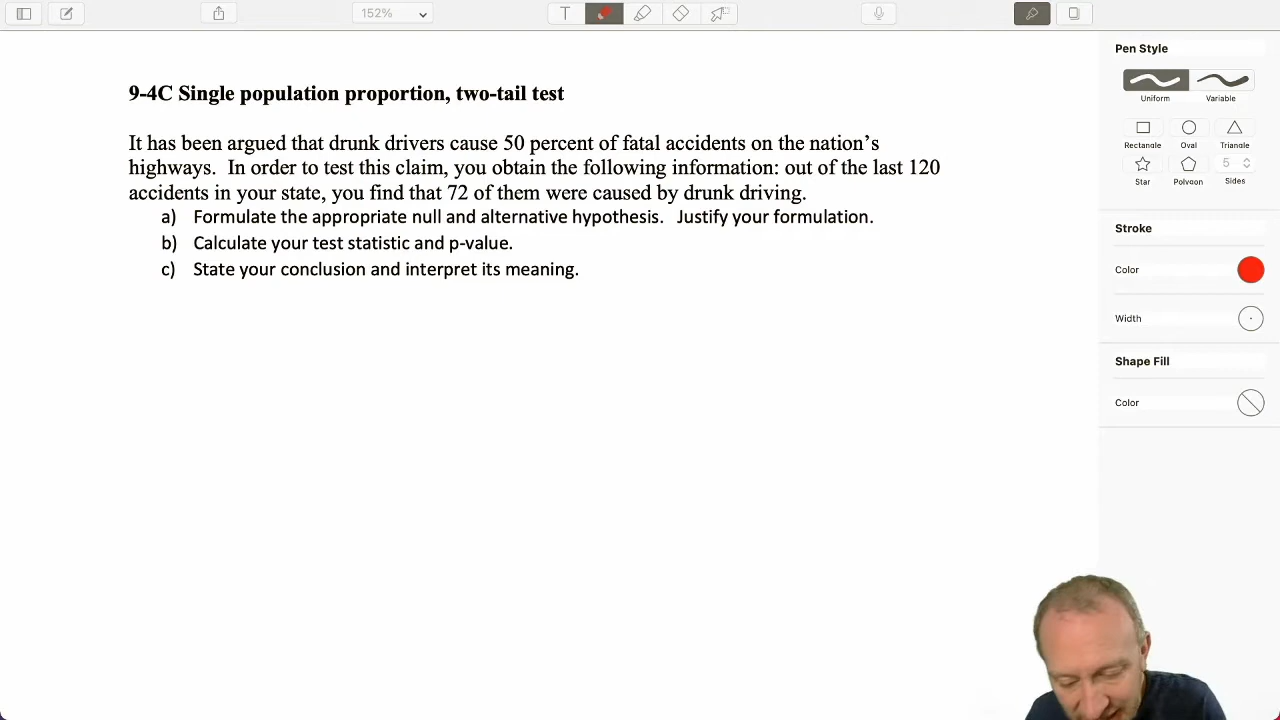 152%
T
Pen Style
Uniform Variable
Rectangle Oval Triangle
5
Star Polygon Sides
Stroke
Color
Width
Shape Fill
Color
9-4C Single population proportion, two-tail test
It has been argued that drunk drivers cause 50 percent of fatal accidents on the nation's
highways. In order to test this claim, you obtain the following information: out of the last 120
accidents in your state, you find that 72 of them were caused by drunk driving.
a) Formulate the appropriate null and alternative hypothesis. Justify your formulation.
b) Calculate your test statistic and p-value.
c) State your conclusion and interpret its meaning.